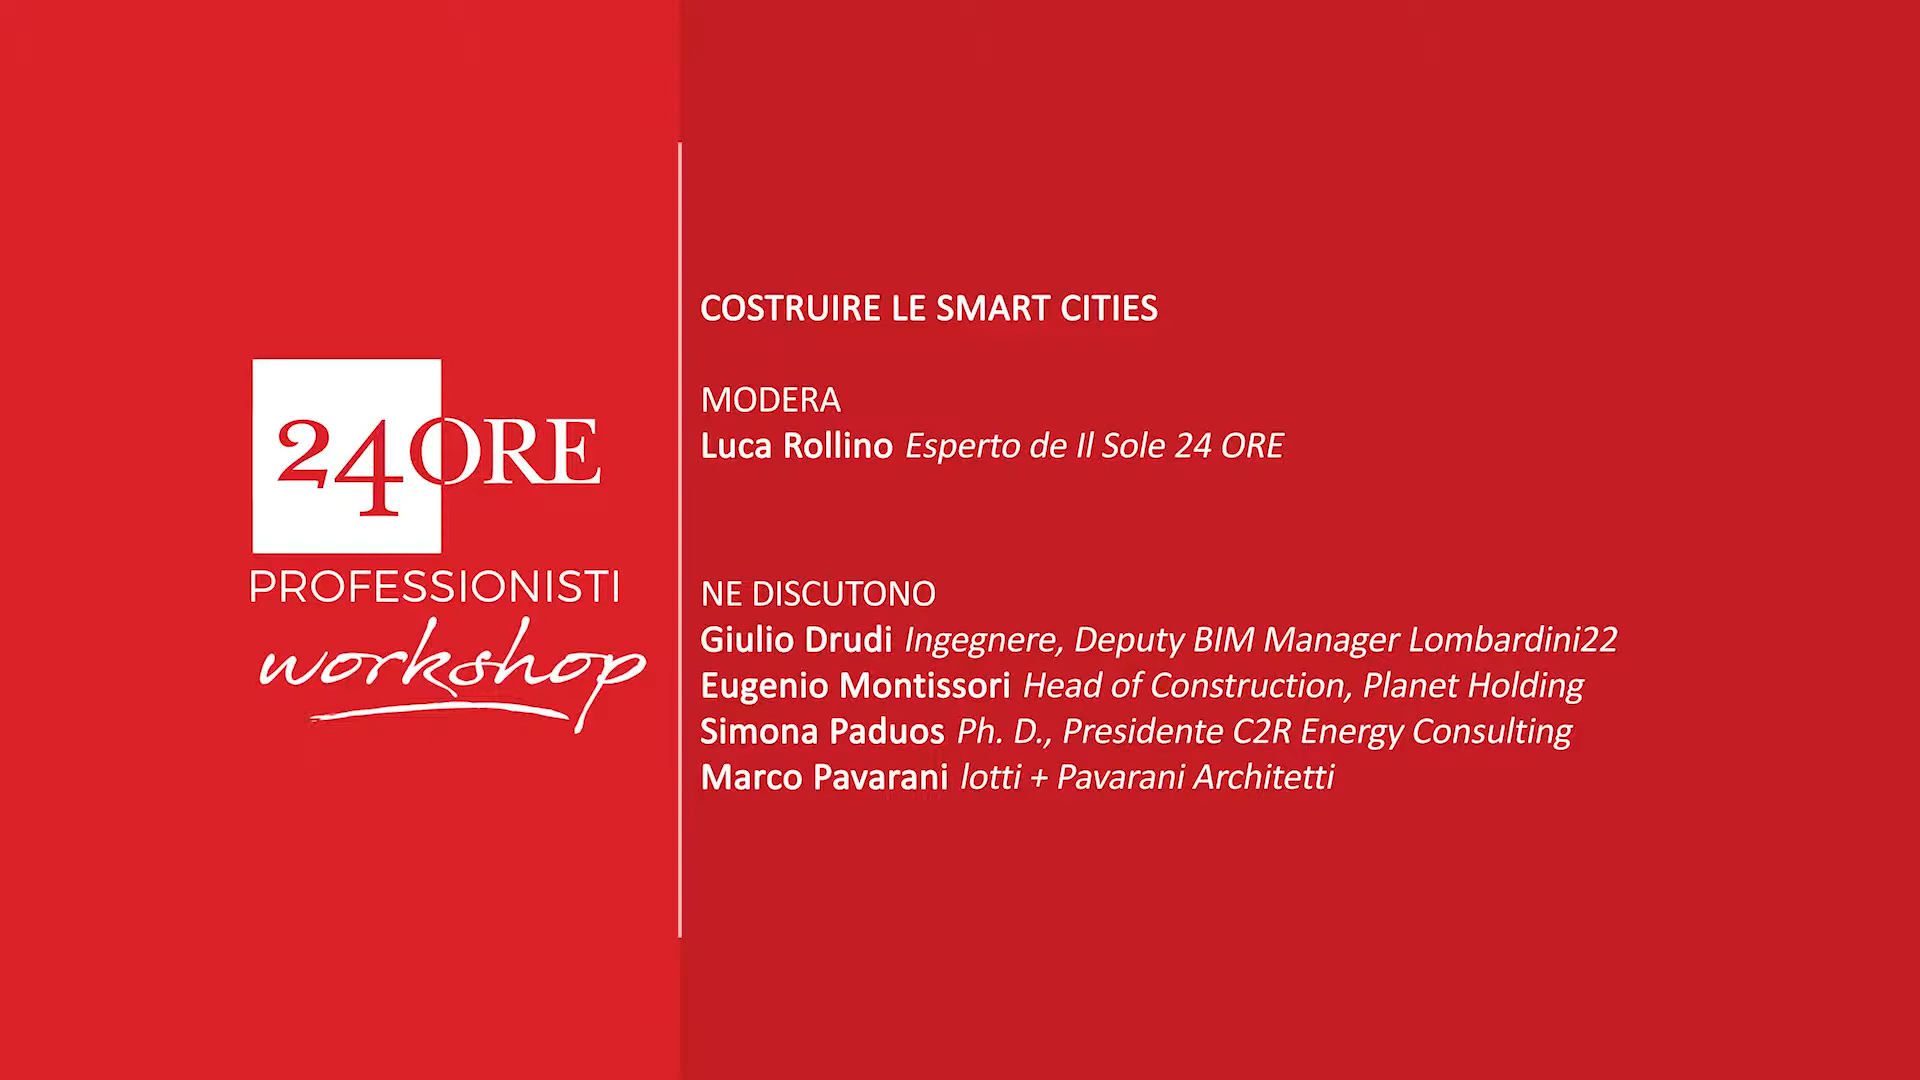 24ORE
PROFESSIONISTI
workshop
COSTRUIRE LE SMART CITIES
MODERA
Luca Rollino Esperto de Il Sole 24 ORE
NE DISCUTONO
Giulio Drudi Ingegnere, Deputy BIM Manager Lombardini22
Eugenio Montissori Head of Construction, Planet Holding
Simona Paduos Ph. D., Presidente C2R Energy Consulting
Marco Pavarani Iotti + Pavarani Architetti